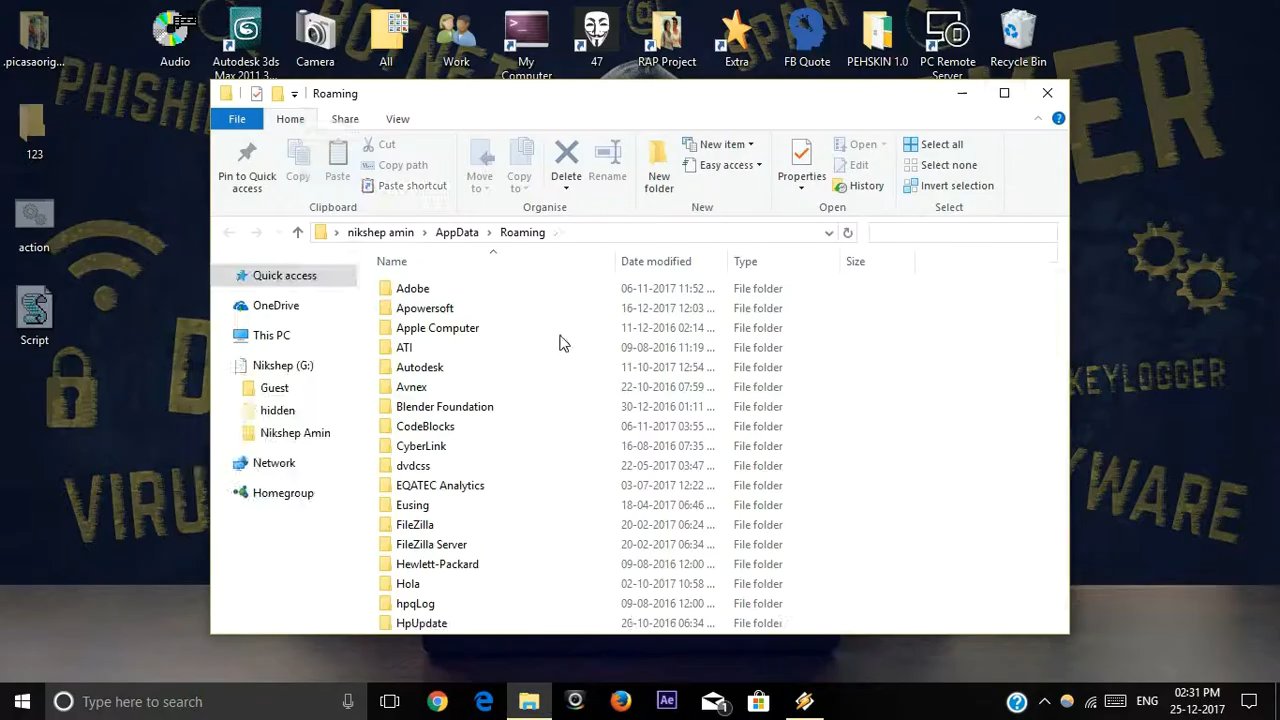 .picasaorig...
Audio
Autodesk 3ds
Max 2011 3...
Camera
All
Work
My
Computer
47
RAP Project
Extra
FB Quote
PEHSKIN 1.0
PC Remote
Server
Recycle Bin
123
action
Script
Roaming
File
Home
Share
View
Pin to Quick
access
Copy
Paste
Cut
Copy path
Paste shortcut
Clipboard
Move
to
Copy
to
Delete
Rename
Organise
New
folder
New item
Easy access
New
Properties
Open
Edit
History
Open
Select all
Select none
Invert selection
Select
nikshep amin
AppData
Roaming
Name
Date modified
Type
Size
Quick access
OneDrive
This PC
Nikshep (G:)
Guest
hidden
Nikshep Amin
Network
Homegroup
Adobe 06-11-2017 11:52 ... File folder
Apowersoft 16-12-2017 12:03 ... File folder
Apple Computer 11-12-2016 02:14 ... File folder
ATI 09-08-2016 11:19 ... File folder
Autodesk 11-10-2017 12:54 ... File folder
Avnex 22-10-2016 07:59 ... File folder
Blender Foundation 30-12-2016 01:11 ... File folder
CodeBlocks 06-11-2017 03:55 ... File folder
CyberLink 16-08-2016 07:35 ... File folder
dvdcss 22-05-2017 03:47 ... File folder
EQATEC Analytics 03-07-2017 12:22 ... File folder
Eusing 18-04-2017 06:46 ... File folder
FileZilla 20-02-2017 06:24 ... File folder
FileZilla Server 20-02-2017 06:34 ... File folder
Hewlett-Packard 09-08-2016 12:00 ... File folder
Hola 02-10-2017 10:58 ... File folder
hpqLog 09-08-2016 12:00 ... File folder
HpUpdate 26-10-2016 06:34 ... File folder
KEYLOGGER
Type here to search
Ae
1
ENG
02:31 PM
25-12-2017